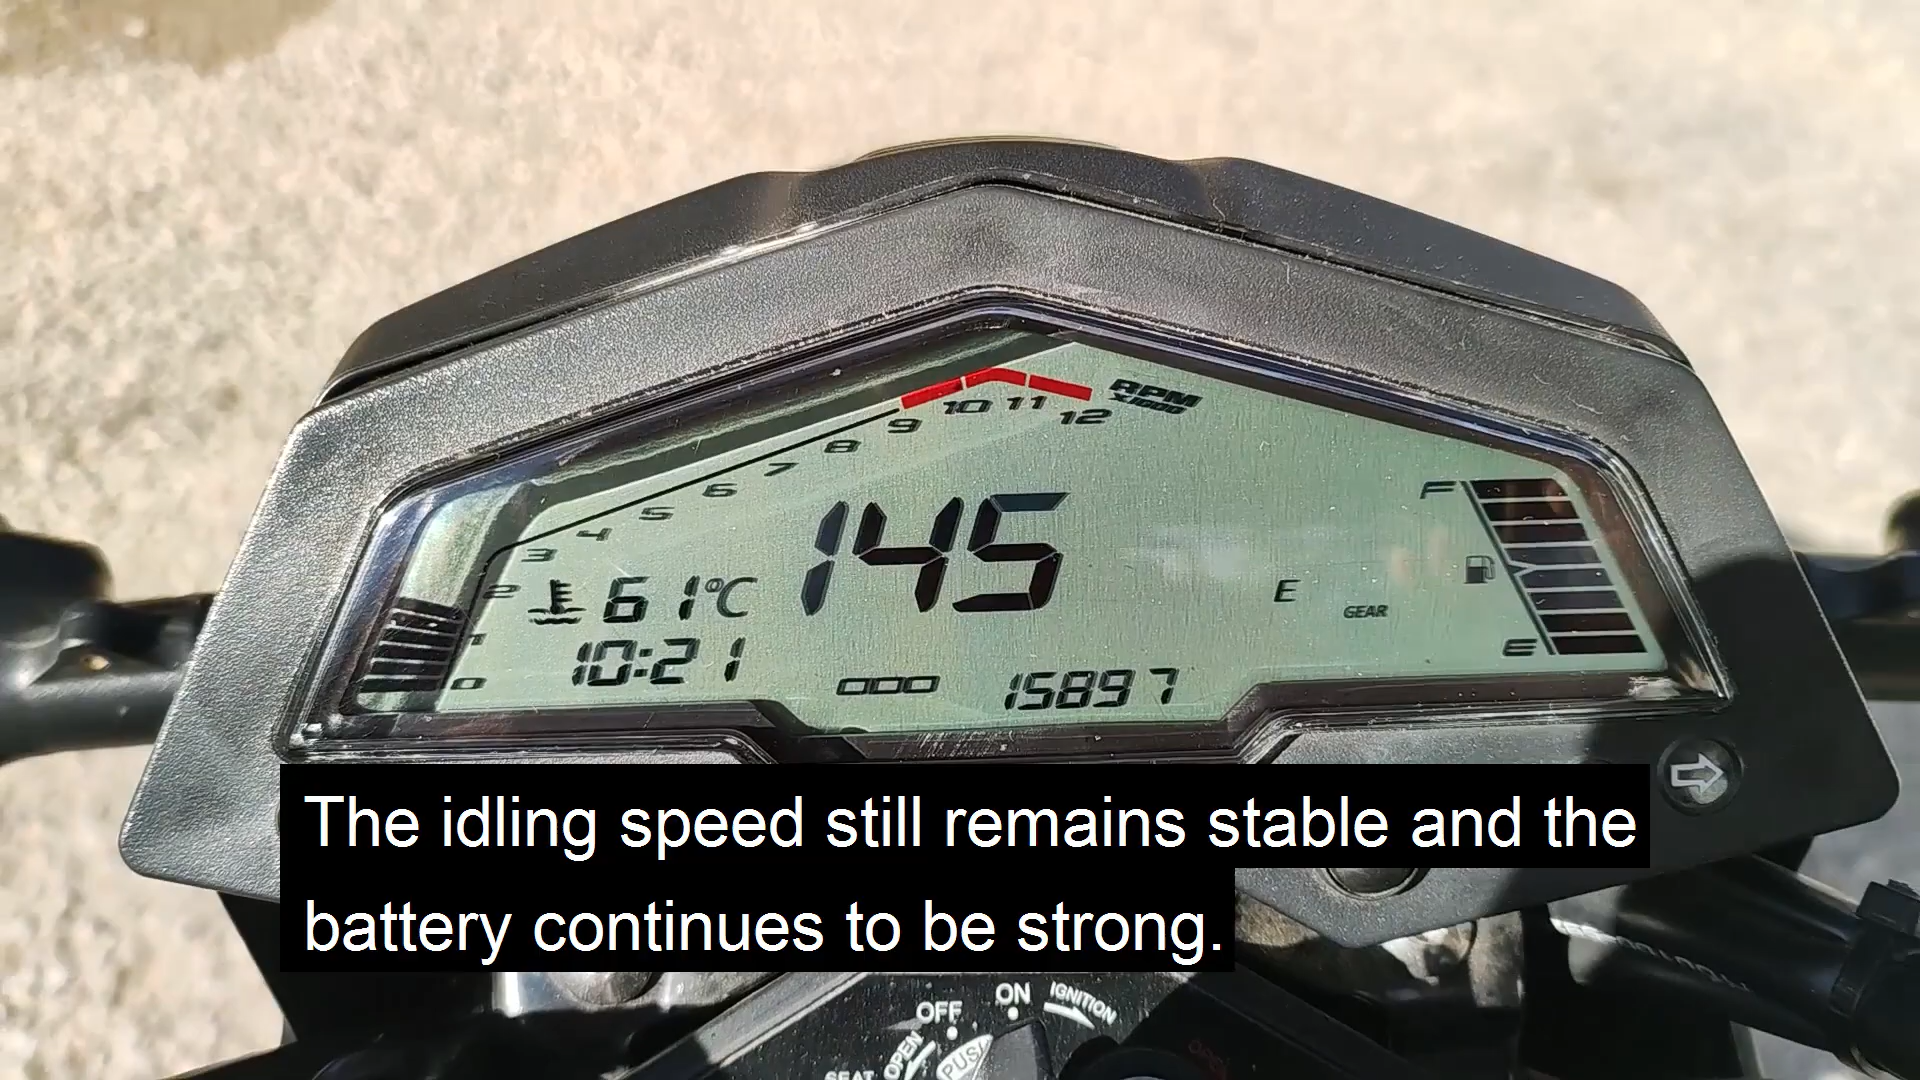 RPM
X1000
0
1
2
3
4
5
6
7
8
9
10
11
12
61°C
10:21
145
000
15897
E
GEAR
F
E
The idling speed still remains stable and the
battery continues to be strong.
OFF
ON
IGNITION
OPEN
SEAT
PUSH